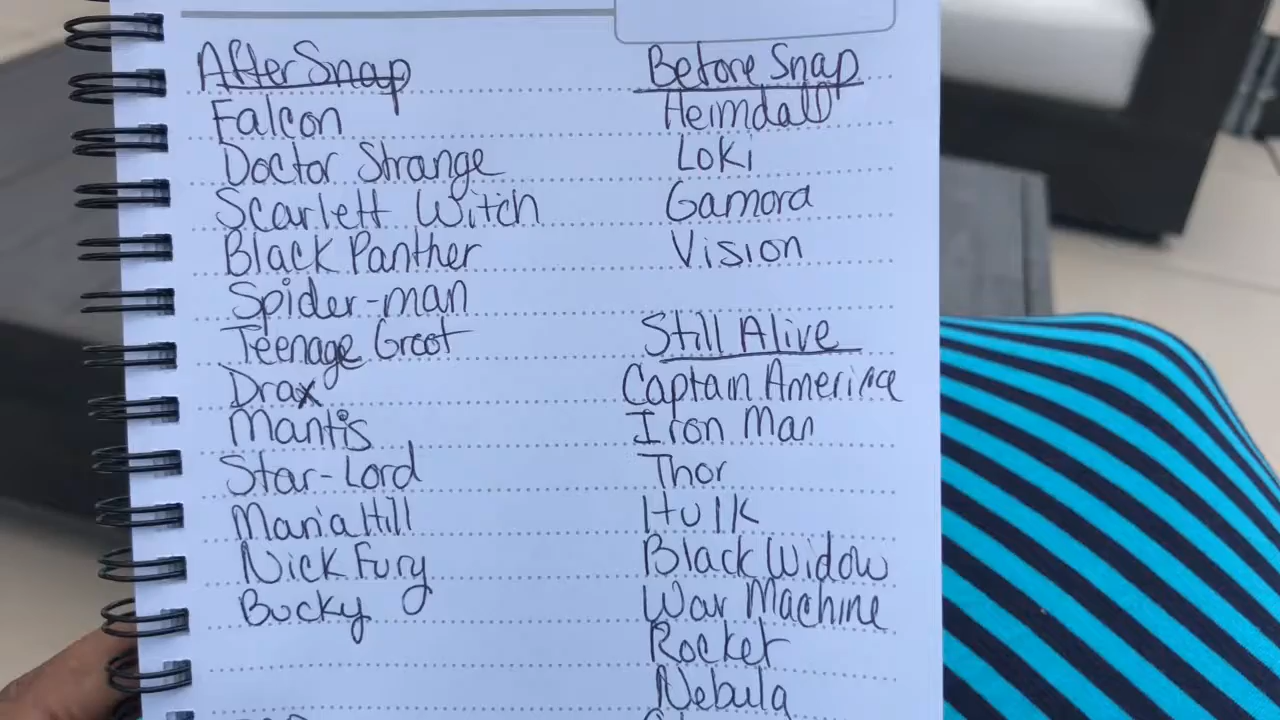 After Snap
Falcon
Doctor Strange
Scarlett Witch
Black Panther
Spider-man
Teenage Groot
Drax
Mantis
Star-Lord
Maria Hill
Nick Fury
Bucky
Before Snap
Heimdall
Loki
Gamora
Vision
Still Alive
Captain America
Iron Man
Thor
Hulk
Black Widow
War Machine
Rocket
Nebula